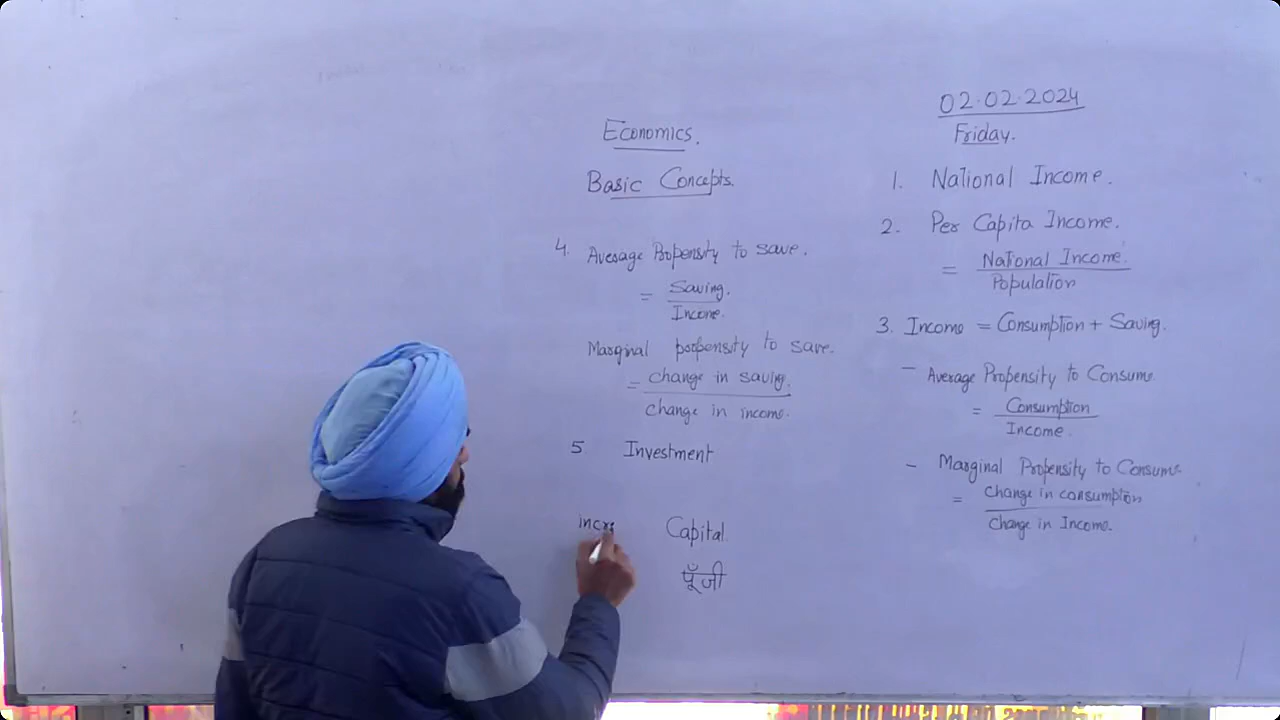 02.02.2024
Friday.
1. National Income.
2. Per Capita Income.
= National Income
Population
3. Income = Consumption + Saving.
- Average Propensity to Consume.
= Consumption
Income.
- Marginal Propensity to Consume
= change in consumption
change in Income.
Economics.
Basic Concepts.
4. Average Propensity to save.
= Saving.
Income.
Marginal propensity to save.
= change in saving.
change in income.
5 Investment
incre Capital
पूँजी